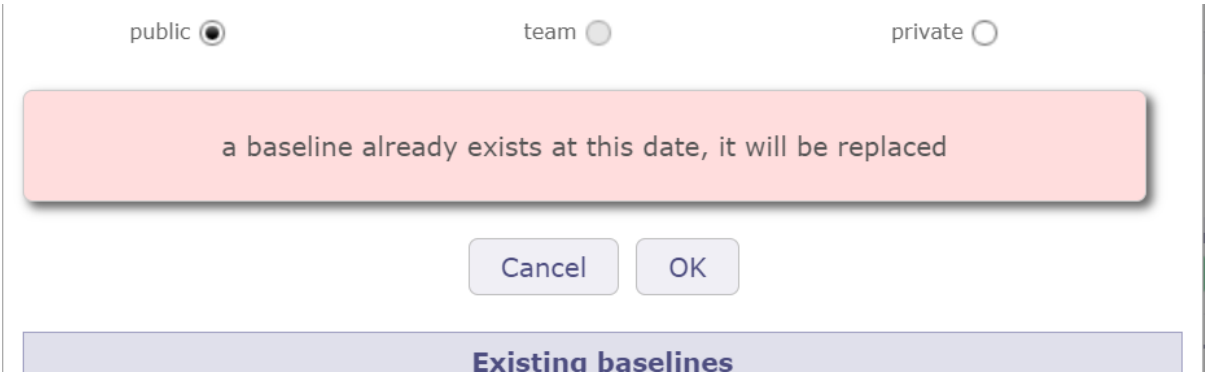 public team private
a baseline already exists at this date, it will be replaced
Cancel OK
Existing baselines